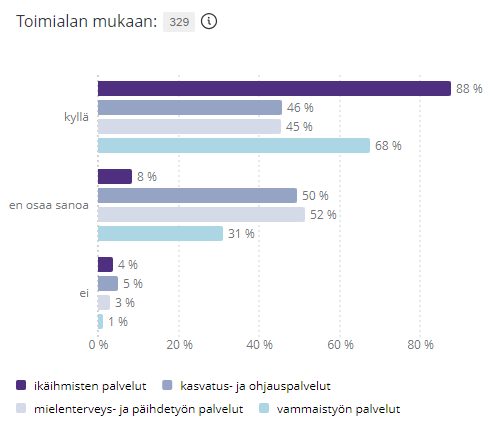 Toimialan mukaan: 329
kyllä
88 %
46 %
45 %
68 %
en osaa sanoa
8 %
50 %
52 %
31 %
ei
4 %
5 %
3 %
1 %
0 % 20 % 40 % 60 % 80 %
ikäihmisten palvelut kasvatus- ja ohjauspalvelut
mielenterveys- ja päihdetyön palvelut vammaistyön palvelut